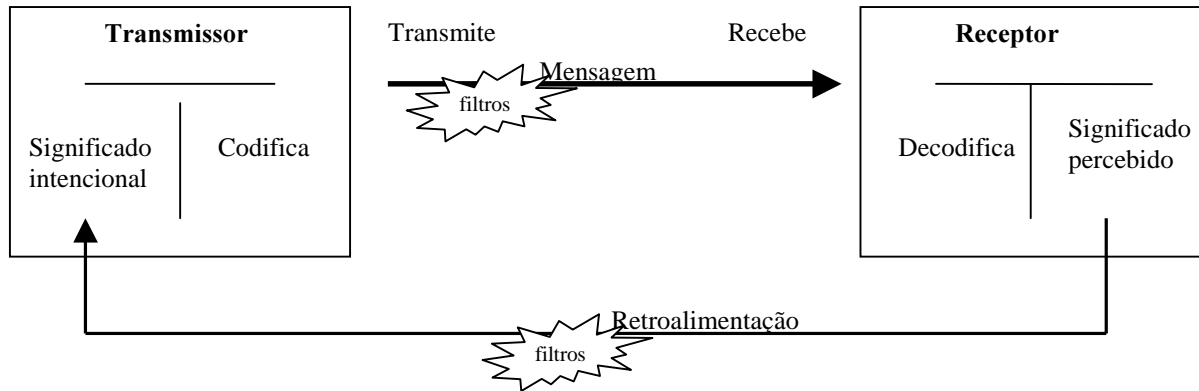 Transmissor
Transmite
Recebe
Receptor
Mensagem
filtros
Significado
intencional
Codifica
Decodifica
Significado
percebido
Retroalimentação
filtros